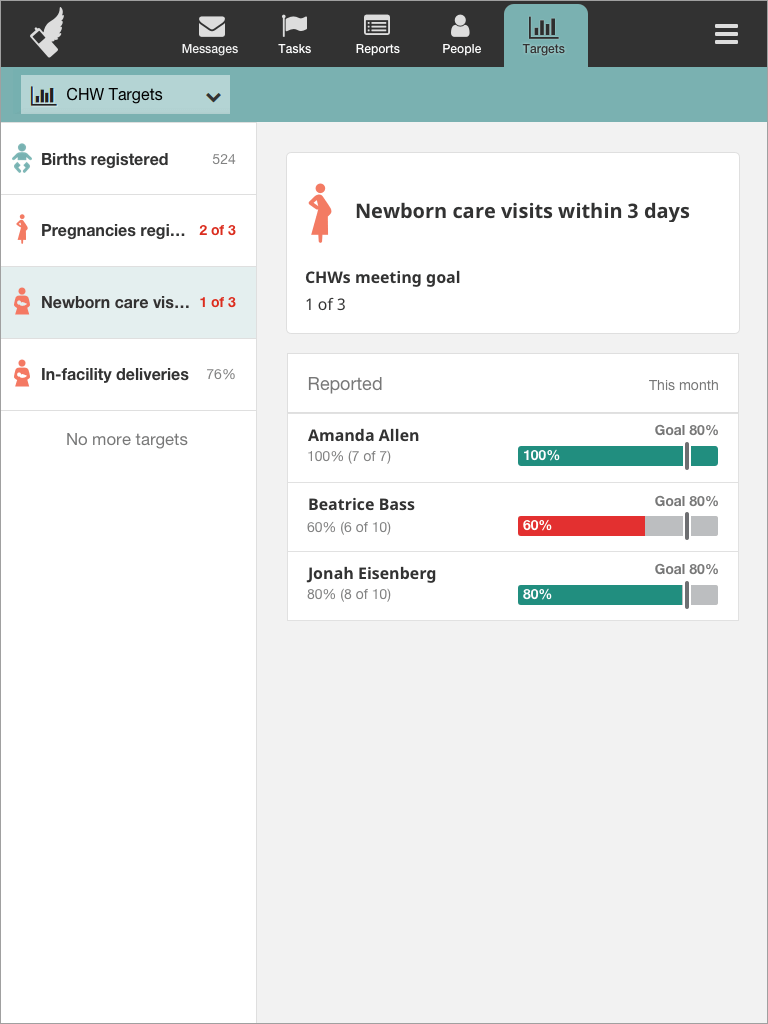 Messages Tasks Reports People Targets
CHW Targets
Births registered 524
Pregnancies regi... 2 of 3
Newborn care vis... 1 of 3
In-facility deliveries 76%
No more targets
Newborn care visits within 3 days
CHWs meeting goal
1 of 3
Reported This month
Amanda Allen Goal 80%
100% (7 of 7) 100%
Beatrice Bass Goal 80%
60% (6 of 10) 60%
Jonah Eisenberg Goal 80%
80% (8 of 10) 80%